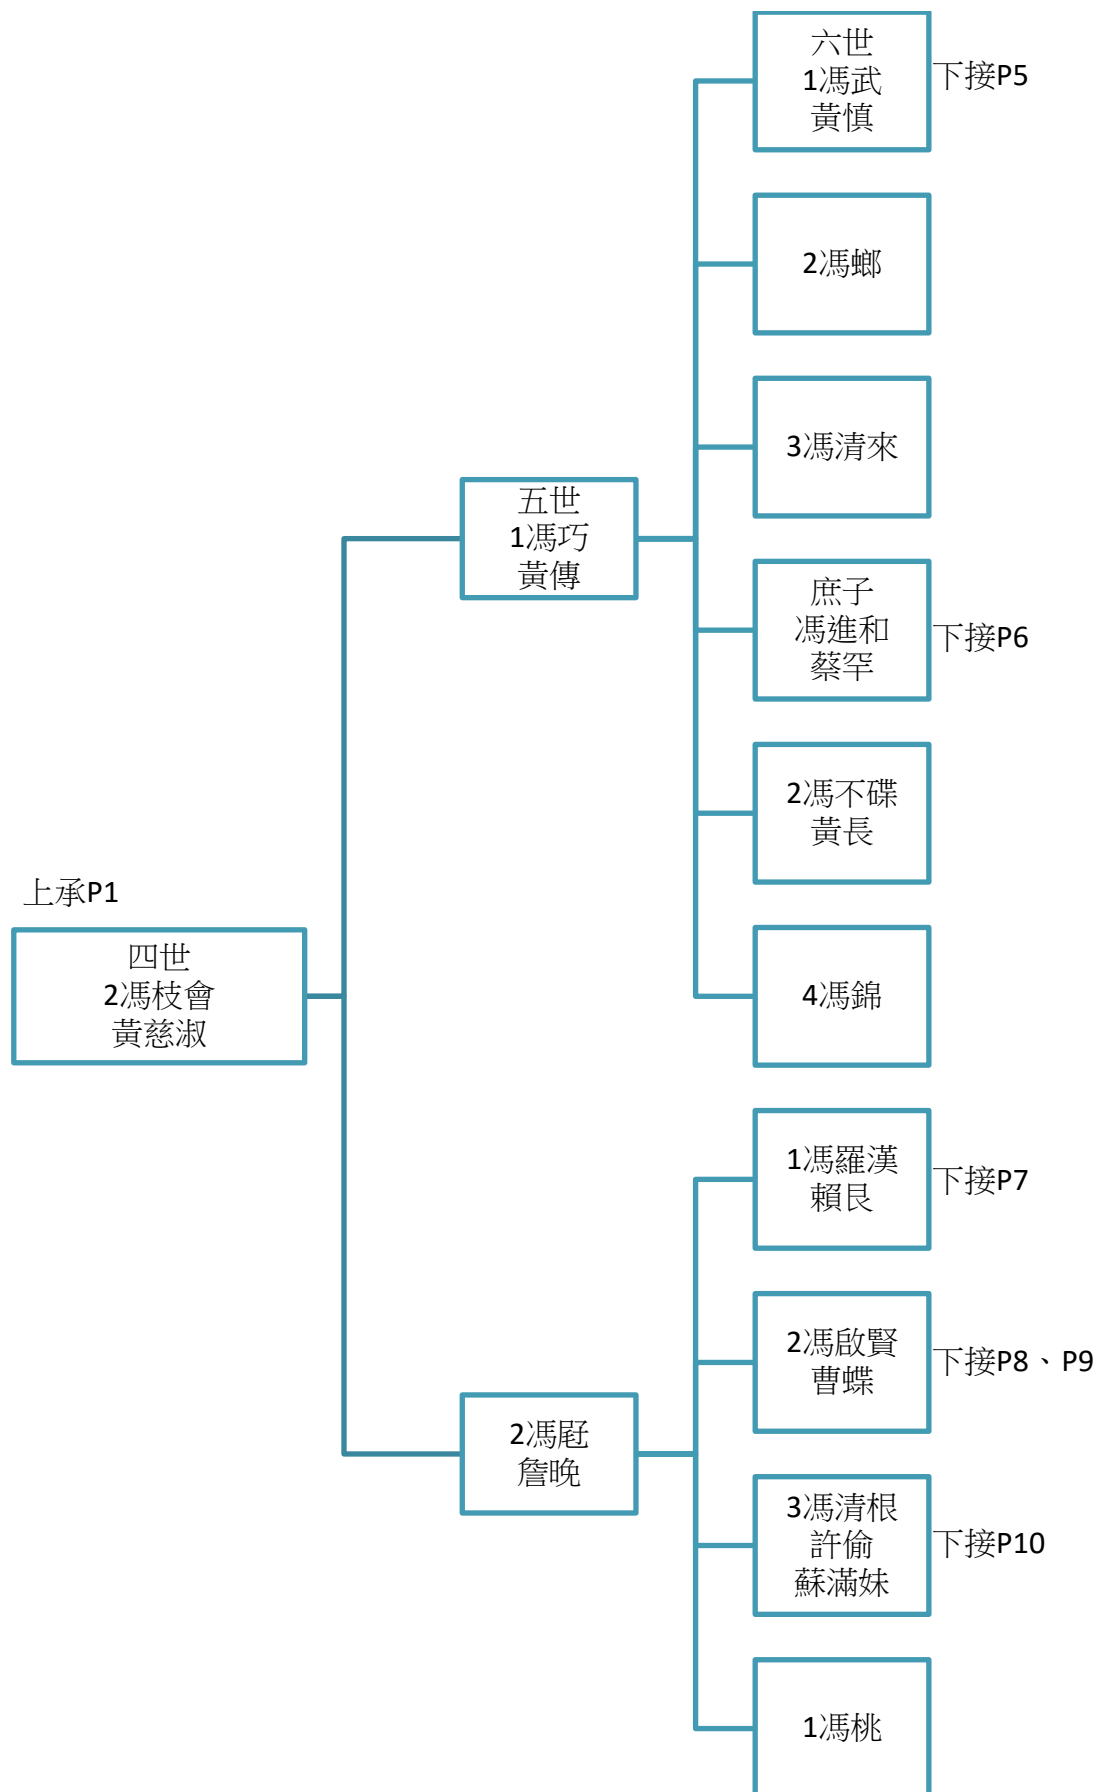 上承P1
四世
2馮枝會
黃慈淑
五世
1馮巧
黃傳
六世
1馮武
黃慎
下接P5
2馮螂
3馮清來
庶子
馮進和
蔡罕
下接P6
2馮不碟
黃長
4馮錦
2馮屘
詹晚
1馮羅漢
賴艮
下接P7
2馮啟賢
曹蝶
下接P8、P9
3馮清根
許偷
蘇滿妹
下接P10
1馮桃